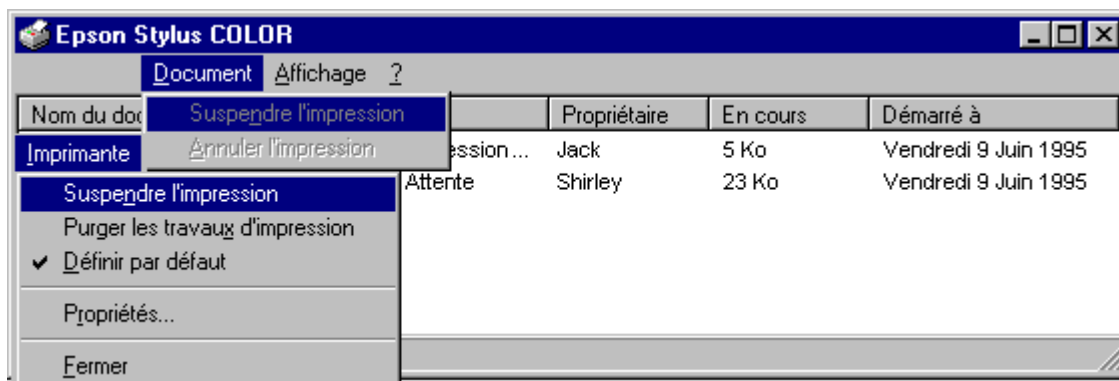 Epson Stylus COLOR
Document Affichage ?
Suspendre l'impression
Annuler l'impression
Nom du doc Propriétaire En cours Démarré à
Imprimante
ession... Jack 5 Ko Vendredi 9 Juin 1995
Attente Shirley 23 Ko Vendredi 9 Juin 1995
Suspendre l'impression
Purger les travaux d'impression
Définir par défaut
Propriétés...
Fermer